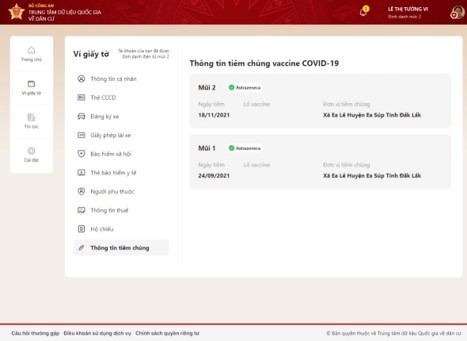 BỘ CÔNG AN
TRUNG TÂM DỮ LIỆU QUỐC GIA
VỀ DÂN CƯ
LÊ THỊ TƯỜNG VI
Định danh mức 2
Trang chủ
Ví giấy tờ
Tin tức
Cài đặt
Ví giấy tờ
Tài khoản của bạn đã được
định danh điện tử mức 2
Thông tin cá nhân
Thẻ CCCD
Đăng ký xe
Giấy phép lái xe
Bảo hiểm xã hội
Thẻ bảo hiểm y tế
Người phụ thuộc
Thông tin thuế
Hộ chiếu
Thông tin tiêm chủng
Thông tin tiêm chủng vaccine COVID-19
Mũi 2 Astrazeneca
Ngày tiêm Lô vaccine Đơn vị tiêm chủng
18/11/2021 Xã Ea Lê Huyện Ea Súp Tỉnh Đắk Lắk
Mũi 1 Astrazeneca
Ngày tiêm Lô vaccine Đơn vị tiêm chủng
24/09/2021 Xã Ea Lê Huyện Ea Súp Tỉnh Đắk Lắk
Câu hỏi thường gặp Điều khoản sử dụng dịch vụ Chính sách quyền riêng tư
© Bản quyền thuộc về Trung tâm dữ liệu Quốc gia về dân cư